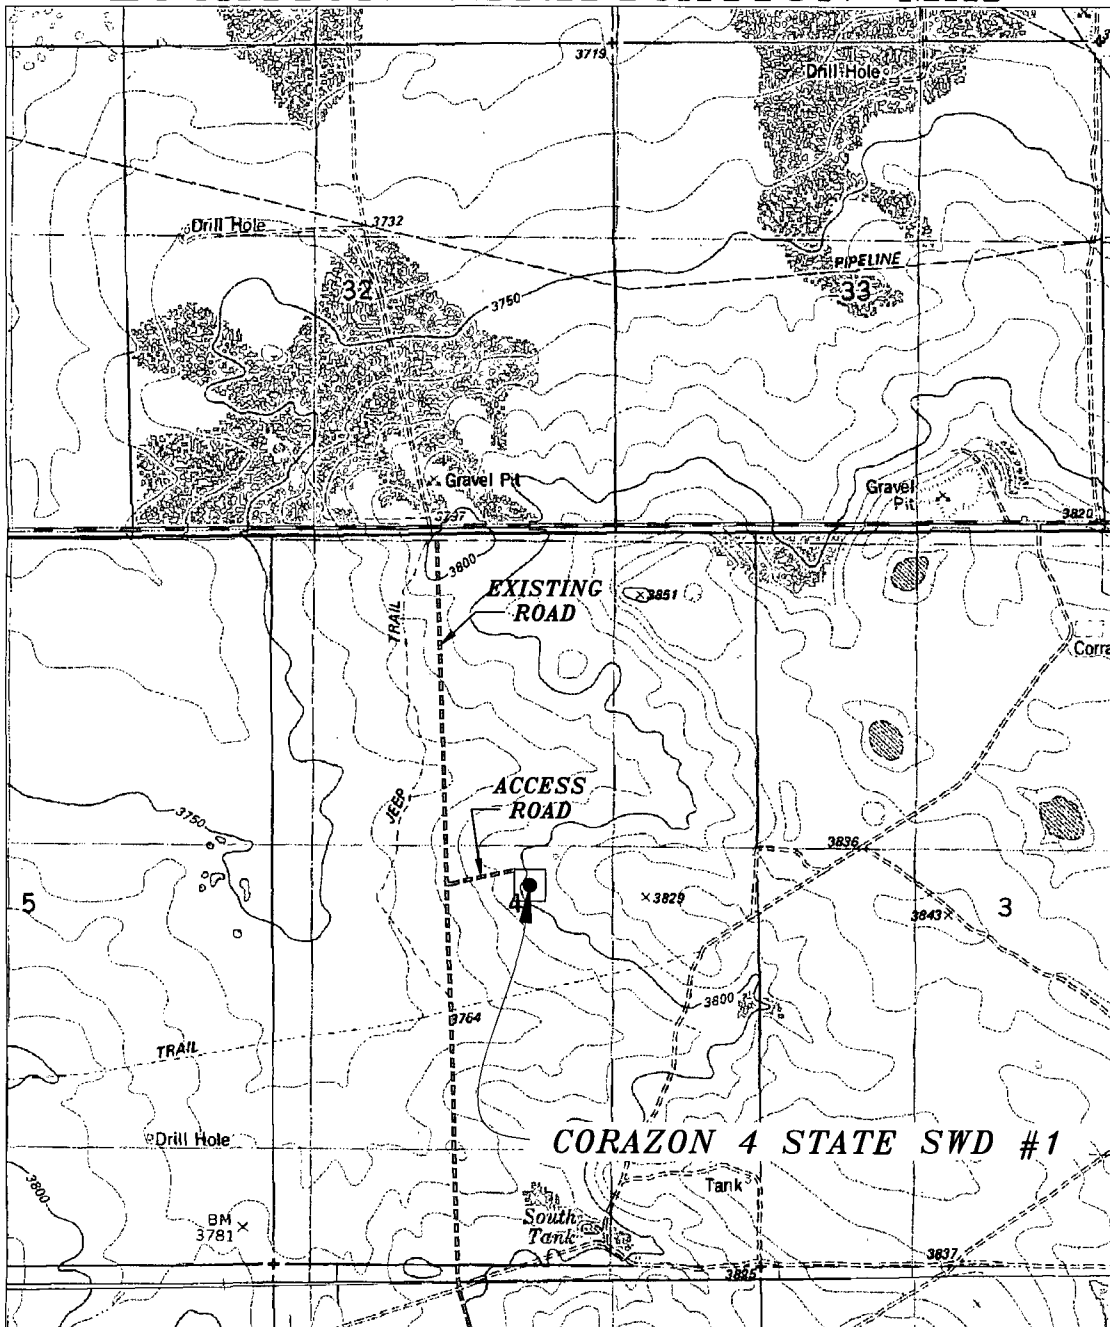 3719
Drill Hole
Drill Hole
3732
PIPELINE
32
33
3750
Gravel Pit
Gravel
Pit
3820
3800
EXISTING
ROAD
3851
TRAIL
Corra
ACCESS
ROAD
JEEP
3750
3836
5
4
3829
3843
3
3800
3764
TRAIL
Drill Hole
CORAZON 4 STATE SWD #1
3800
Tank
BM
3781
South
Tank
3837
3825